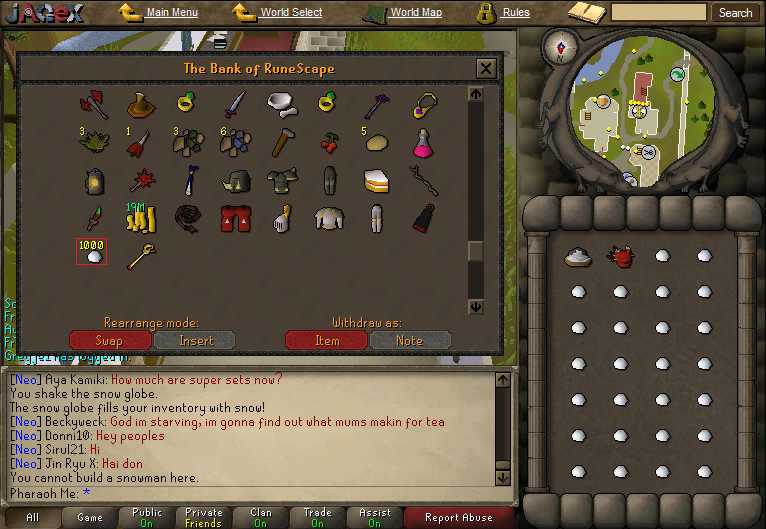 JAGEX Main Menu World Select World Map Rules Search
The Bank of RuneScape
N
3 1 3 6 5
19M
1000
Rearrange mode: Withdraw as:
Swap Insert Item Note
[Neo] Aya Kamiki: How much are super sets now?
You shake the snow globe.
The snow globe fills your inventory with snow!
[Neo] Beckyweck: God im starving, im gonna find out what mums makin for tea
[Neo] Donni10: Hey peoples
[Neo] Sirul21: Hi
[Neo] Jin Ryu X: Hai don
You cannot build a snowman here.
Pharaoh Me: *
All Game Public Private Clan Trade Assist Report Abuse
On Friends On On On